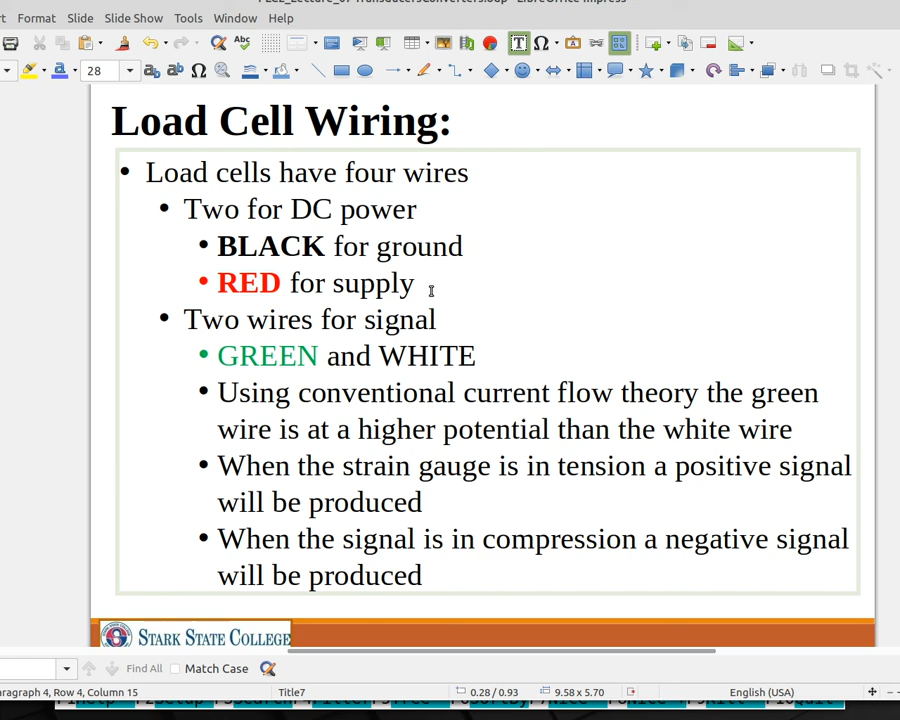 rt Format Slide Slide Show Tools Window Help
28
Load Cell Wiring:
• Load cells have four wires
• Two for DC power
• BLACK for ground
• RED for supply
• Two wires for signal
• GREEN and WHITE
• Using conventional current flow theory the green
wire is at a higher potential than the white wire
• When the strain gauge is in tension a positive signal
will be produced
• When the signal is in compression a negative signal
will be produced
STARK STATE COLLEGE
Find All Match Case
aragraph 4, Row 4, Column 15 Title7 0.28 / 0.93 9.58 x 5.70 English (USA)